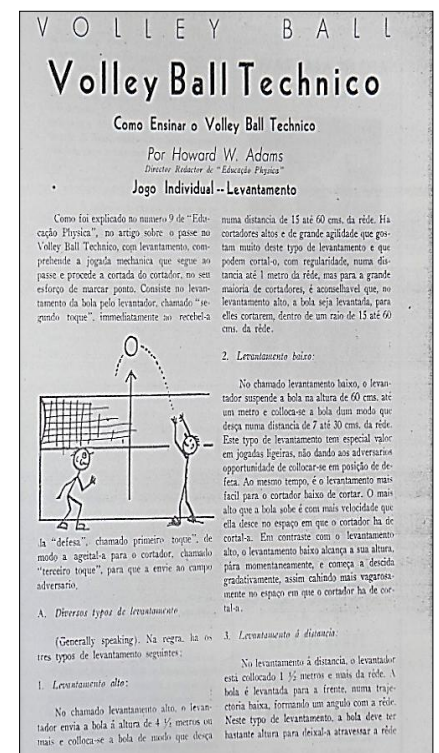 VOLLEY BALL
Volley Ball Technico
Como Ensinar o Volley Ball Technico
Por Howard W. Adams
Director Redactor de "Educação Physica"
Jogo Individual -- Levantamento
Como foi explicado no numero 9 de "Edu-
cação Physica", no artigo sobre o passe no
Volley Ball Technico, com levantamento, com-
prehende a jogada mechanica que segue ao
passe e procede a cortada do cortador, no seu
esforço de marcar ponto. Consiste no levan-
tamento da bola pelo levantador, chamado "se-
gundo toque", immediatamente ao recebel-a
da "defesa", chamado primeiro toque", de
modo a ageital-a para o cortador, chamado
"terceiro toque", para que a envie ao campo
adversario.
A. Diversos typos de levantamento
(Generally speaking). Na regra, ha os
tres typos de levantamento seguintes:
1. Levantamento alto:
No chamado levantamento alto, o levan-
tador envia a bola á altura de 4 ½ metros ou
mais e colloca-se a bola de modo que desça
numa distancia de 15 até 60 cms. da rêde. Ha
cortadores altos e de grande agilidade que gos-
tam muito deste typo de levantamento e que
podem cortal-o, com regularidade, numa dis-
tancia até 1 metro da rêde, mas para a grande
maioria de cortadores, é aconselhavel que, no
levantamento alto, a bola seja levantada, para
elles cortarem, dentro de um raio de 15 até 60
cms. da rêde.
2. Levantamento baixo:
No chamado levantamento baixo, o levan-
tador suspende a bola na altura de 60 cms. até
um metro e colloca-se a bola dum modo que
desça numa distancia de 7 até 30 cms. da rêde.
Este typo de levantamento tem especial valor
em jogadas ligeiras, não dando aos adversarios
opportunidade de collocar-se em posição de de-
fesa. Ao mesmo tempo, é o levantamento mais
facil para o cortador baixo de cortar. O mais
alto que a bola sobe é com mais velocidade que
ella desce no espaço em que o cortador ha de
cortal-a. Em contraste com o levantamento
alto, o levantamento baixo alcança a sua altura,
pára momentaneamente, e começa a descida
gradativamente, assim cahindo mais vagarosa-
mente no espaço em que o cortador ha de cor-
tal-a.
3. Levantamento á distancia:
No levantamento á distancia, o levantador
está collocado 1 ½ metros e mais da rêde. A
bola é levantada para a frente, numa traje-
ctoria baixa, formando um angulo com a rêde.
Neste typo de levantamento, a bola deve ter
bastante altura para deixal-a atravessar a rêde